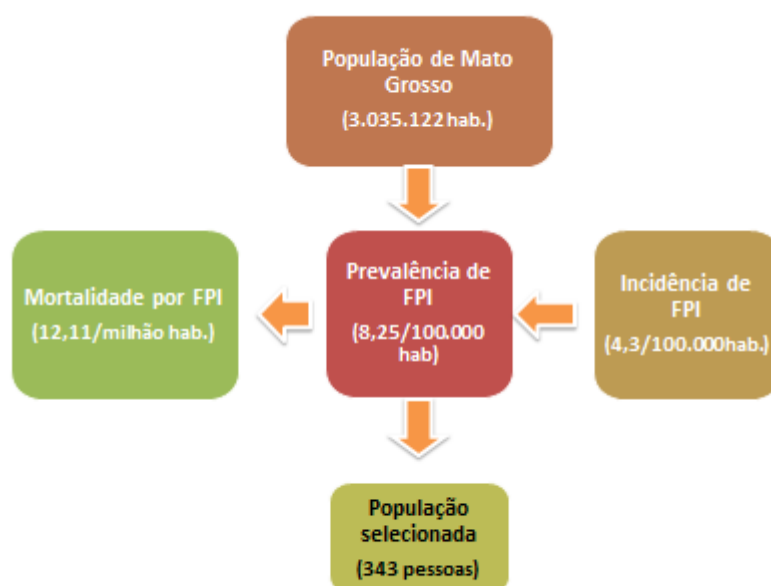 População de Mato
Grosso
(3.035.122 hab.)
Mortalidade por FPI
(12,11/milhão hab.)
Prevalência de
FPI
(8,25/100.000
hab)
Incidência de
FPI
(4,3/100.000hab.)
População
selecionada
(343 pessoas)